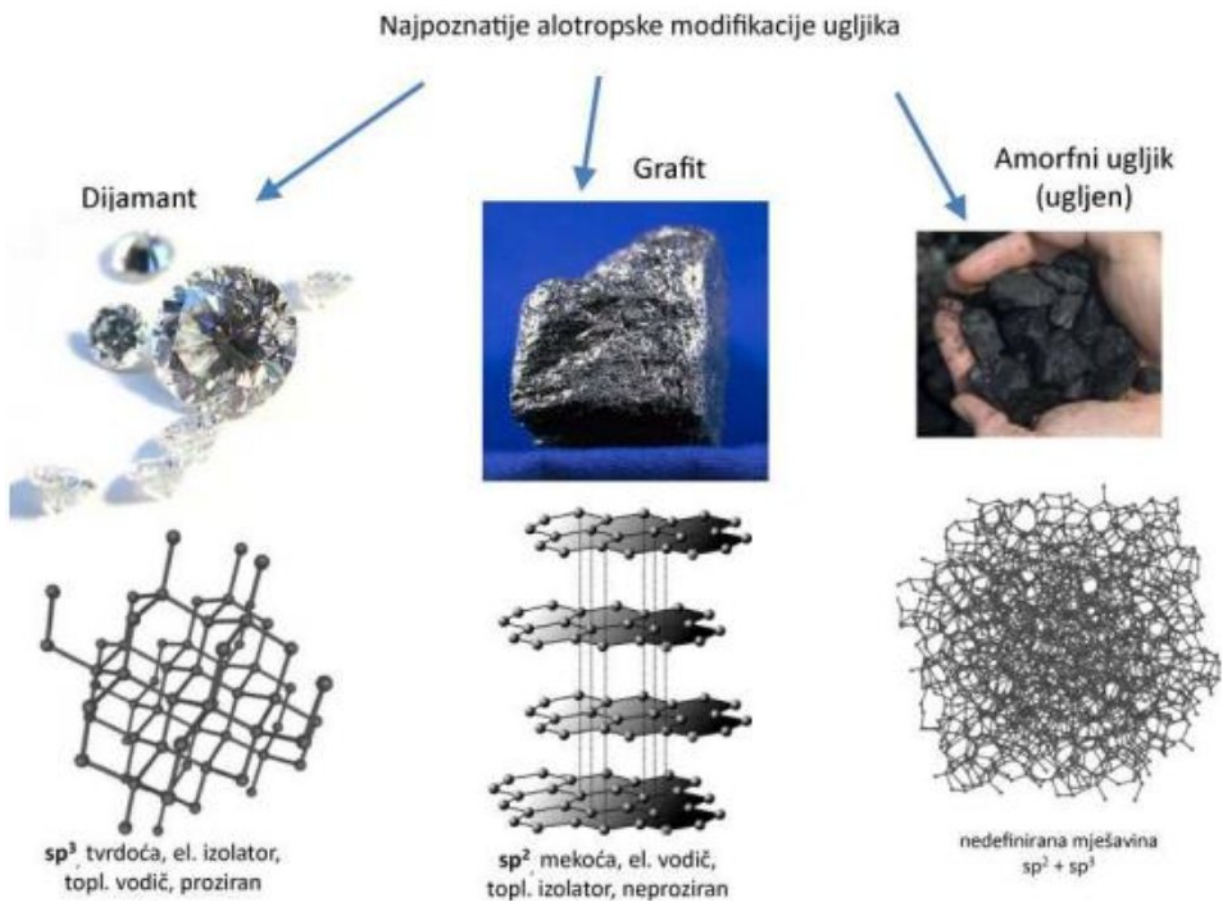 Najpoznatije alotropske modifikacije ugljika
Dijamant
Grafit
Amorfni ugljik
(ugljen)
sp³, tvrdoća, el. izolator,
topl. vodič, proziran
sp², mekoća, el. vodič,
topl. izolator, neproziran
nedefinirana mješavina
sp² + sp³